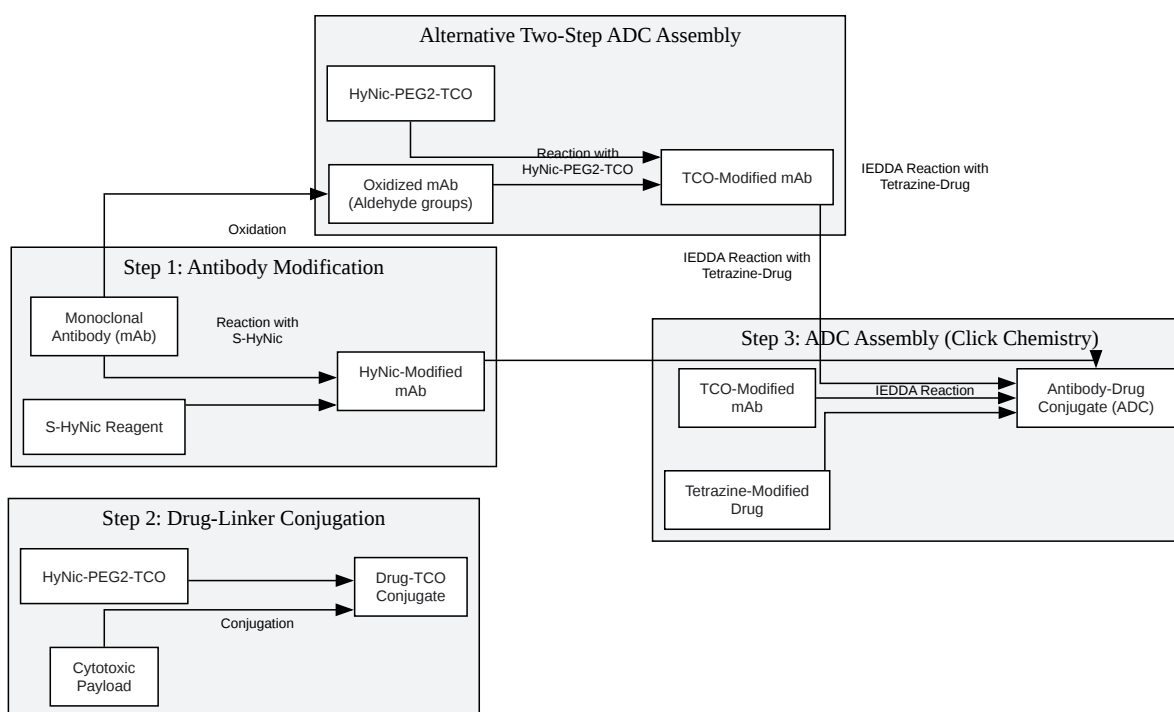 Alternative Two-Step ADC Assembly
HyNic-PEG2-TCO
Reaction with
HyNic-PEG2-TCO
Oxidized mAb
(Aldehyde groups)
TCO-Modified mAb
IEDDA Reaction with
Tetrazine-Drug
Oxidation
IEDDA Reaction with
Tetrazine-Drug
Step 1: Antibody Modification
Monoclonal
Antibody (mAb)
Reaction with
S-HyNic
HyNic-Modified
mAb
S-HyNic Reagent
Step 3: ADC Assembly (Click Chemistry)
TCO-Modified
mAb
IEDDA Reaction
Antibody-Drug
Conjugate (ADC)
Tetrazine-Modified
Drug
Step 2: Drug-Linker Conjugation
HyNic-PEG2-TCO
Drug-TCO
Conjugate
Conjugation
Cytotoxic
Payload